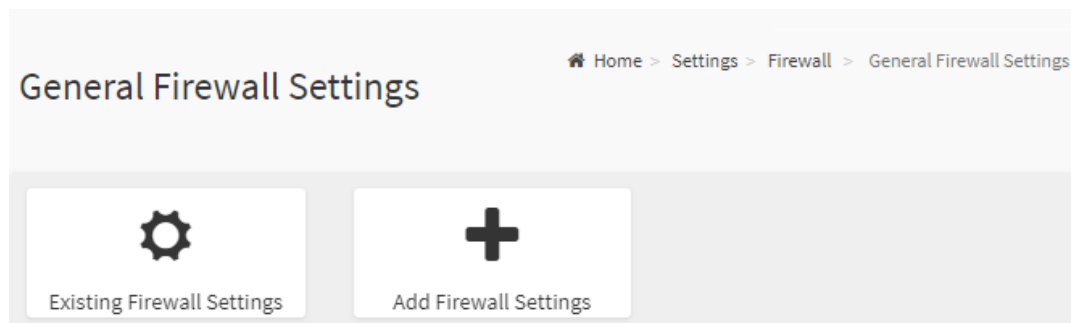 Home > Settings > Firewall > General Firewall Settings
General Firewall Settings
Existing Firewall Settings
Add Firewall Settings